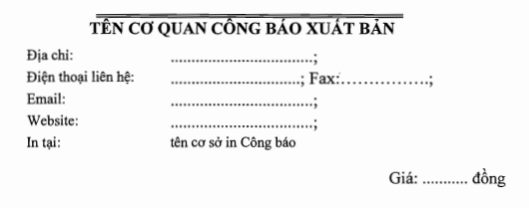 TÊN CƠ QUAN CÔNG BÁO XUẤT BẢN
Địa chỉ: ......................................;
Điện thoại liên hệ: ..................................; Fax:………………;
Email: ......................................;
Website: ......................................;
In tại: tên cơ sở in Công báo
Giá: ........... đồng